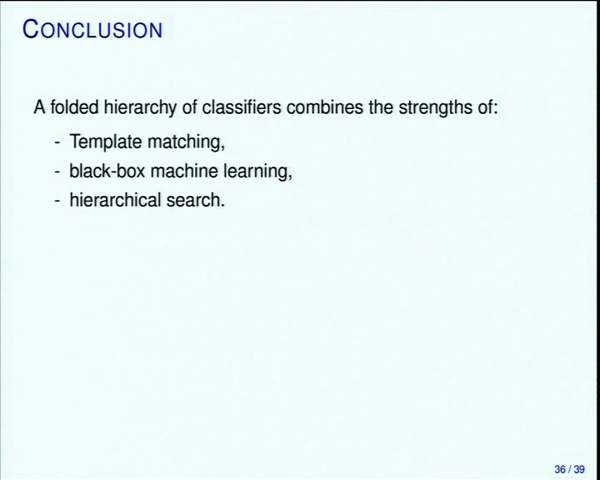 CONCLUSION
A folded hierarchy of classifiers combines the strengths of:
- Template matching,
- black-box machine learning,
- hierarchical search.
36 / 39